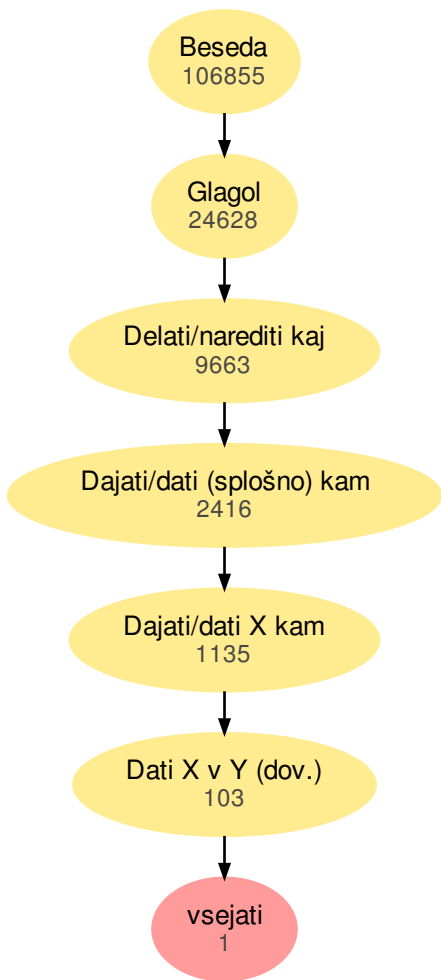 Beseda
106855
Glagol
24628
Delati/narediti kaj
9663
Dajati/dati (splošno) kam
2416
Dajati/dati X kam
1135
Dati X v Y (dov.)
103
vsejati
1